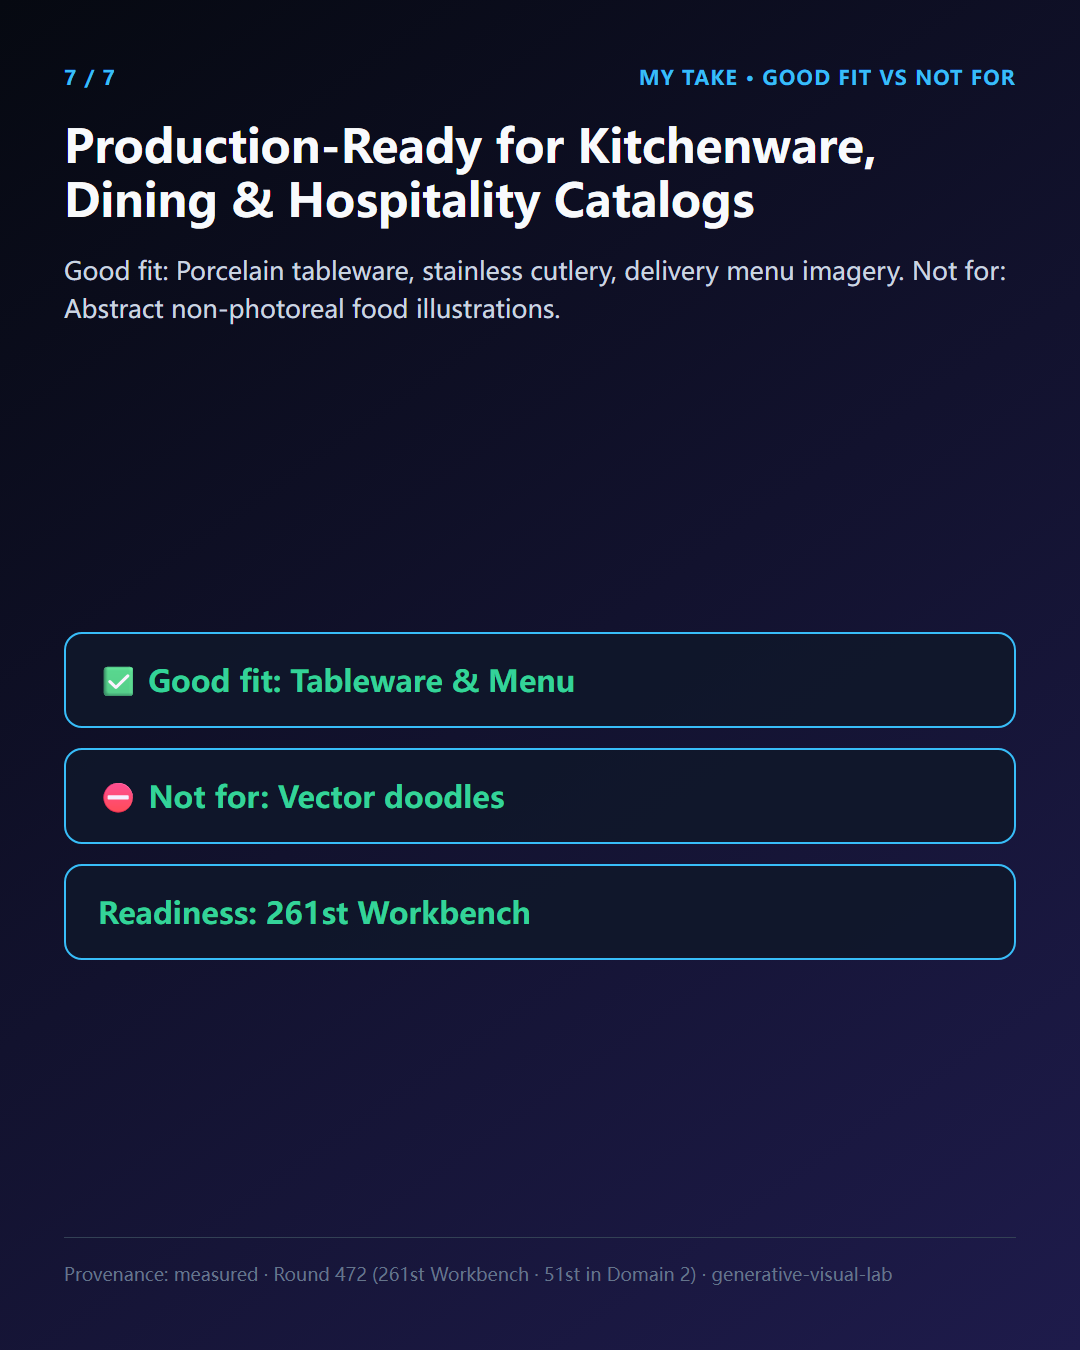 7 / 7
MY TAKE • GOOD FIT VS NOT FOR
Production-Ready for Kitchenware,
Dining & Hospitality Catalogs
Good fit: Porcelain tableware, stainless cutlery, delivery menu imagery. Not for:
Abstract non-photoreal food illustrations.
✅ Good fit: Tableware & Menu
⛔ Not for: Vector doodles
Readiness: 261st Workbench
Provenance: measured · Round 472 (261st Workbench · 51st in Domain 2) · generative-visual-lab